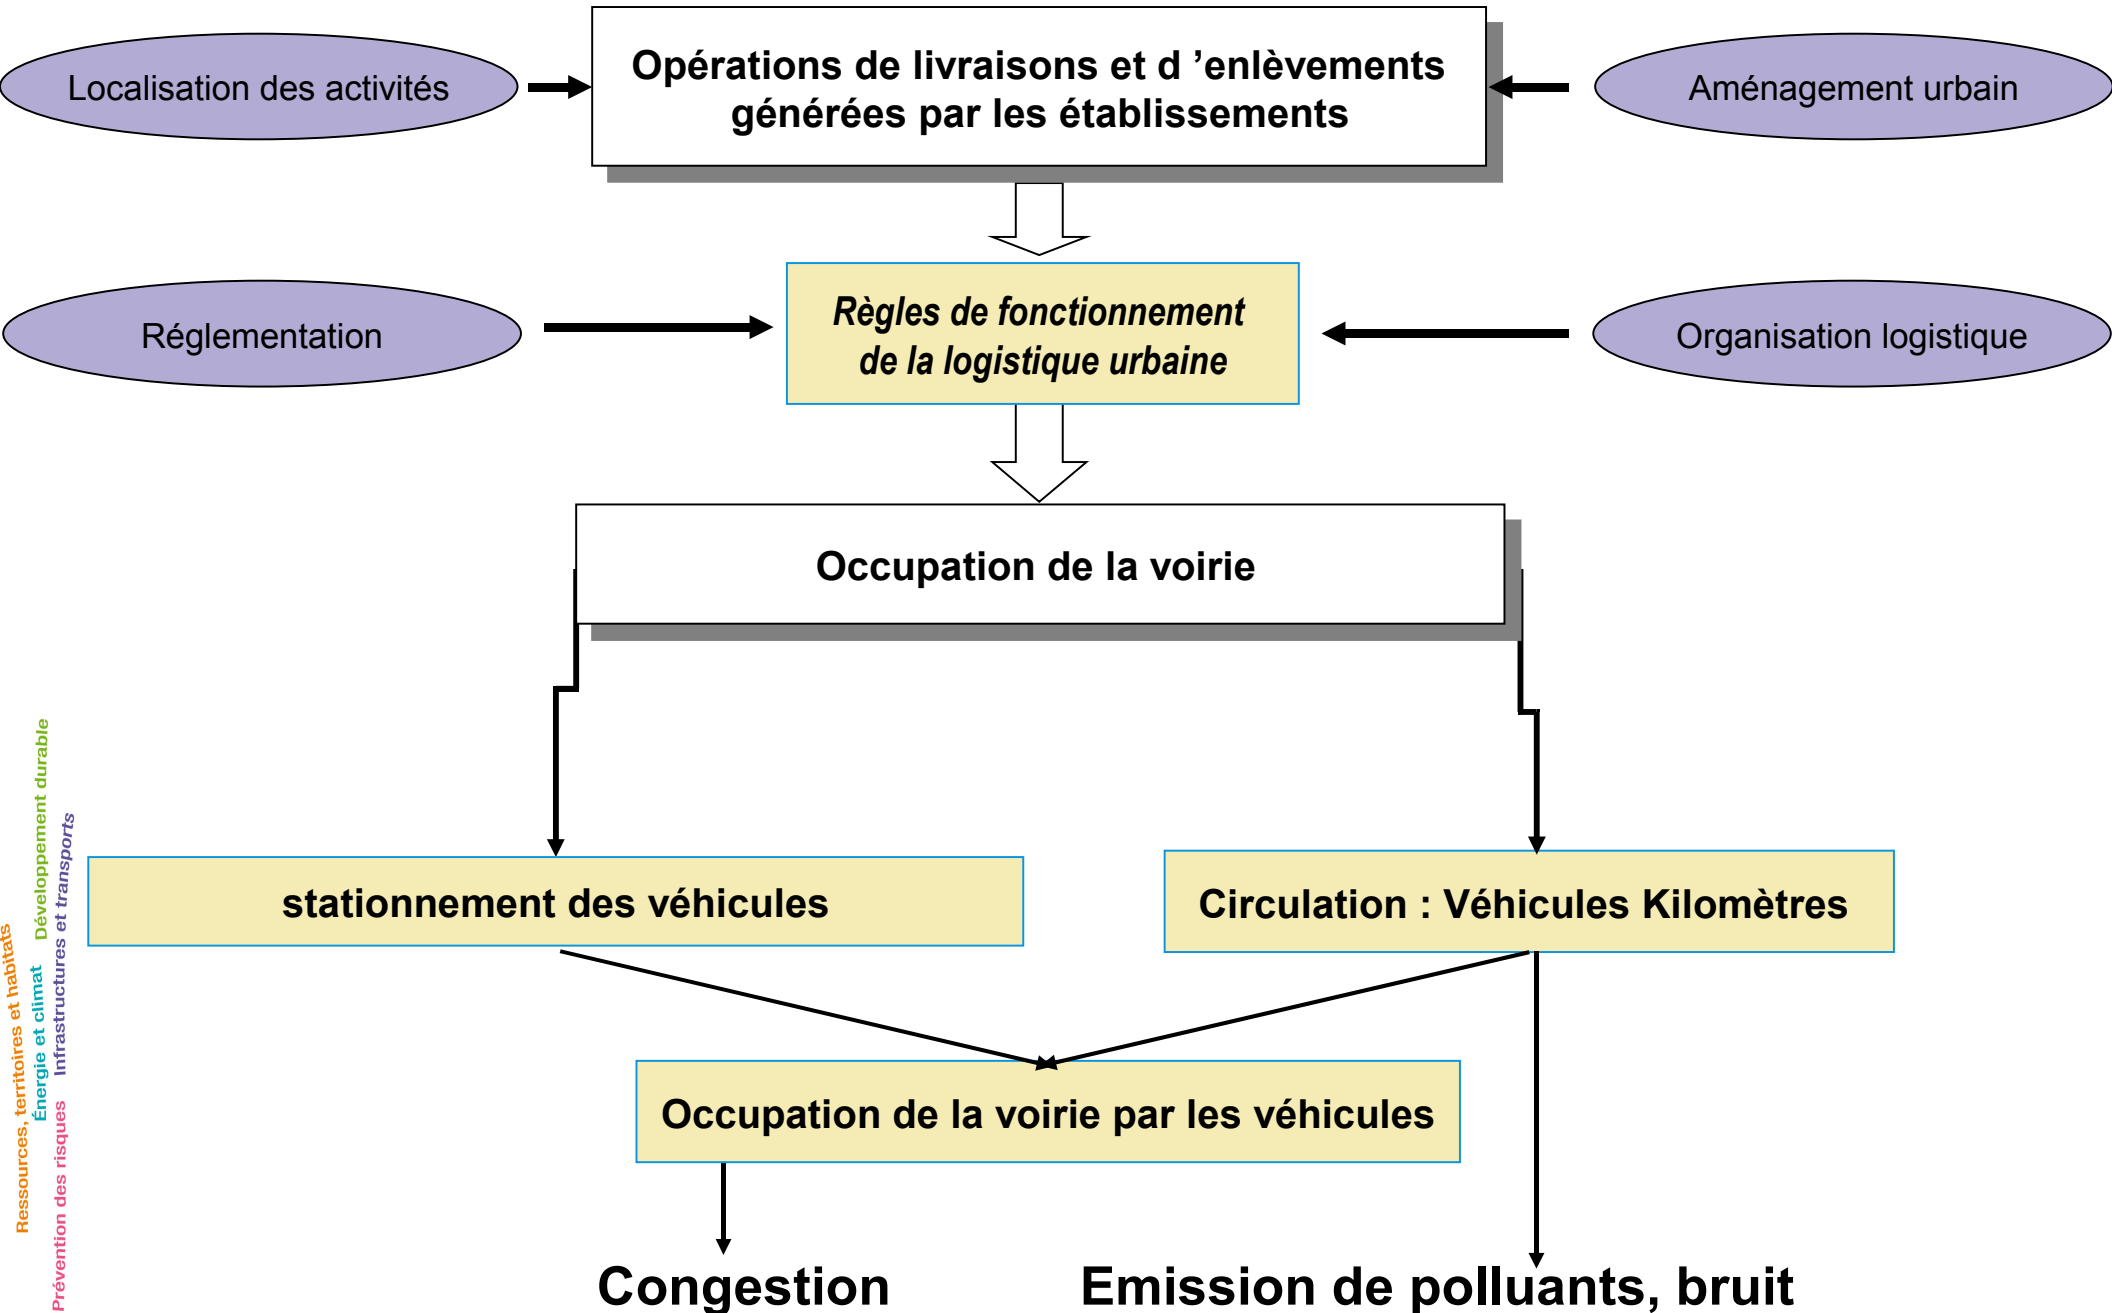 Localisation des activités
Opérations de livraisons et d ’enlèvements
générées par les établissements
Aménagement urbain
Réglementation
Règles de fonctionnement
de la logistique urbaine
Organisation logistique
Occupation de la voirie
stationnement des véhicules
Circulation : Véhicules Kilomètres
Occupation de la voirie par les véhicules
Congestion
Emission de polluants, bruit
Ressources, territoires et habitats
Énergie et climat
Développement durable
Prévention des risques
Infrastructures et transports